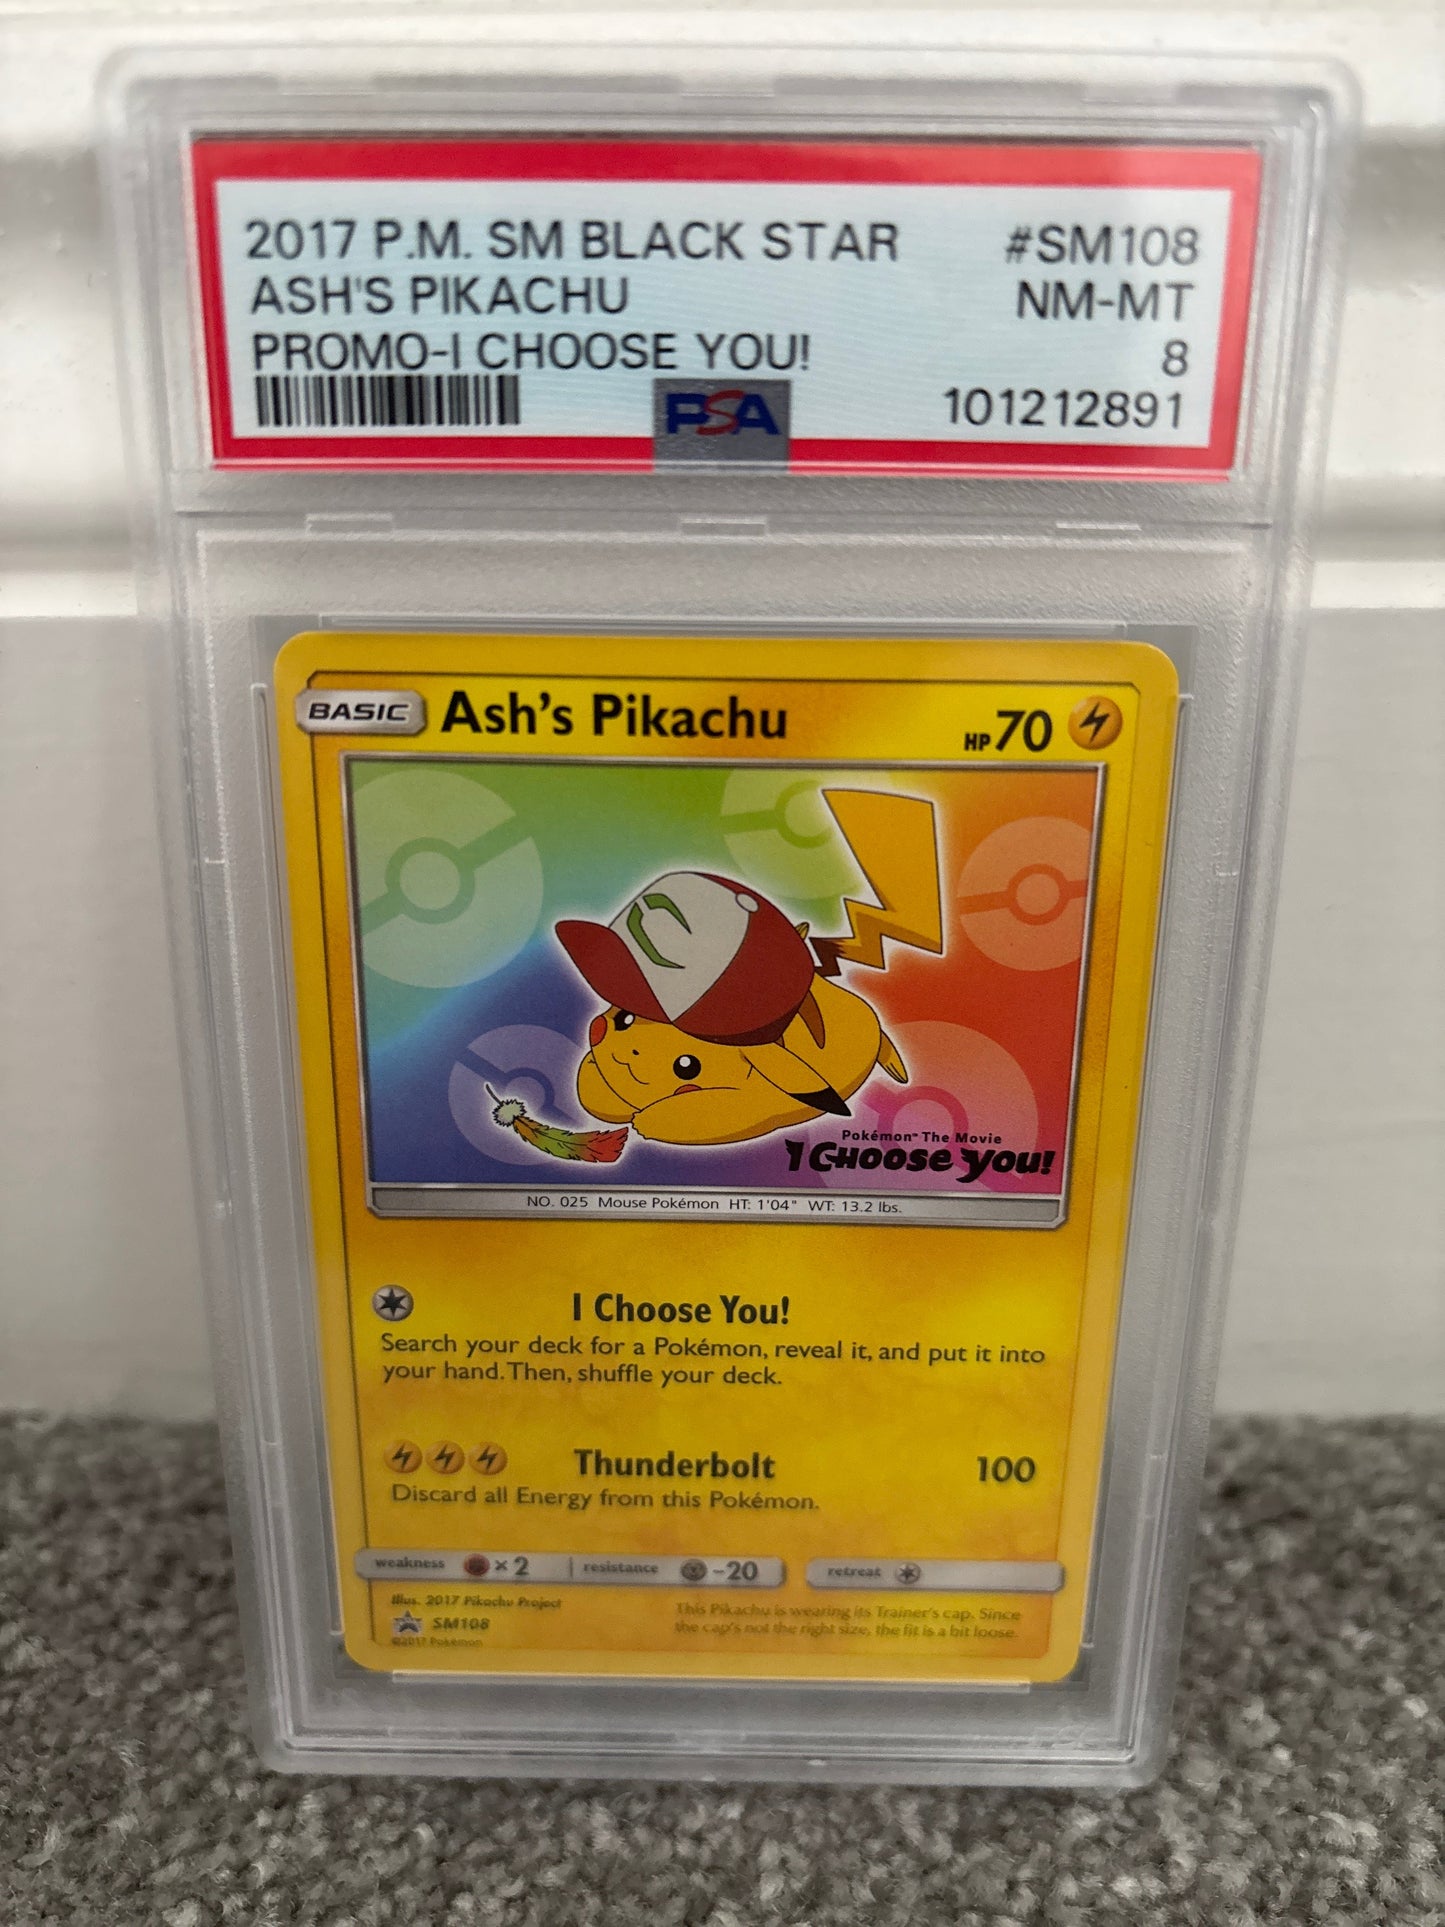 2017 P.M. SM BLACK STAR #SM108
ASH'S PIKACHU NM-MT
PROMO-I CHOOSE YOU! 8
PSA 101212891
BASIC Ash's Pikachu HP 70
Pokémon The Movie
I Choose You!
NO. 025 Mouse Pokémon HT: 1'04" WT: 13.2 lbs.
I Choose You!
Search your deck for a Pokémon, reveal it, and put it into
your hand. Then, shuffle your deck.
Thunderbolt 100
Discard all Energy from this Pokémon.
weakness ×2 resistance -20 retreat
Illus. 2017 Pikachu Project
SM108
©2017 Pokémon
This Pikachu is wearing its Trainer's cap. Since
the cap's not the right size, the fit is a bit loose.